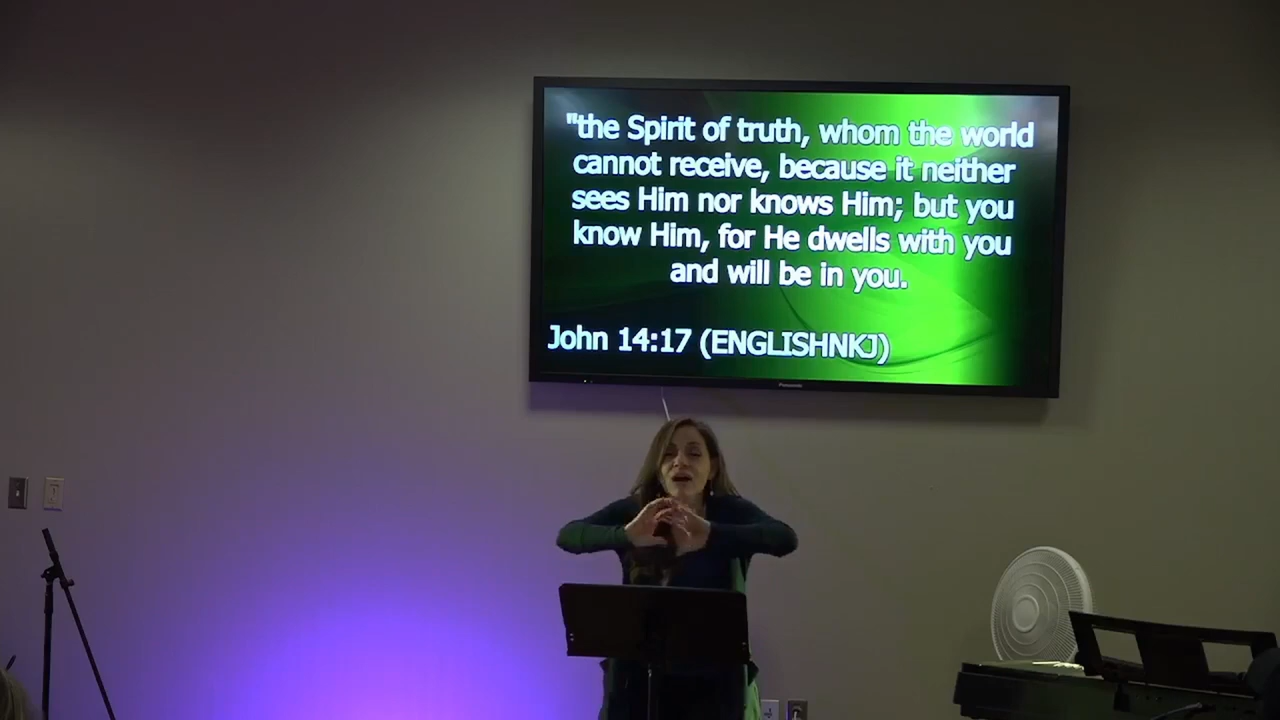 "the Spirit of truth, whom the world
cannot receive, because it neither
sees Him nor knows Him; but you
know Him, for He dwells with you
and will be in you.
John 14:17 (ENGLISHNKJ)
Panasonic